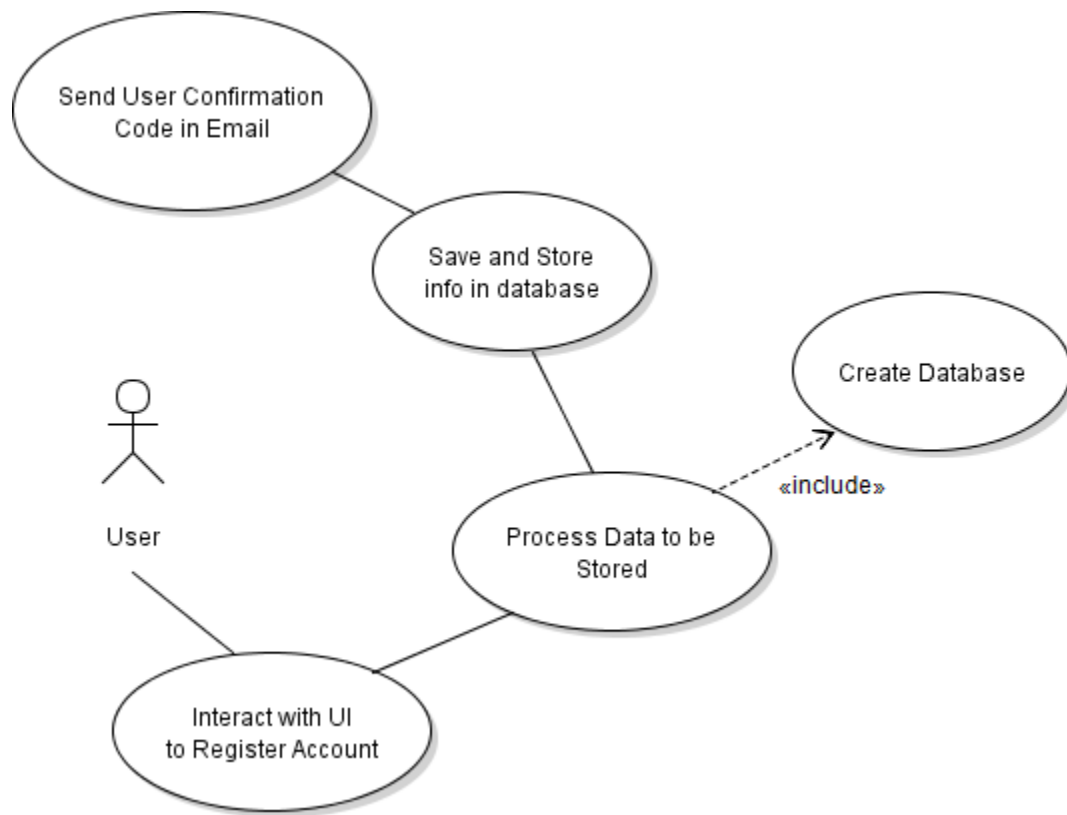 Send User Confirmation
Code in Email
Save and Store
info in database
Create Database
«include»
User
Process Data to be
Stored
Interact with UI
to Register Account